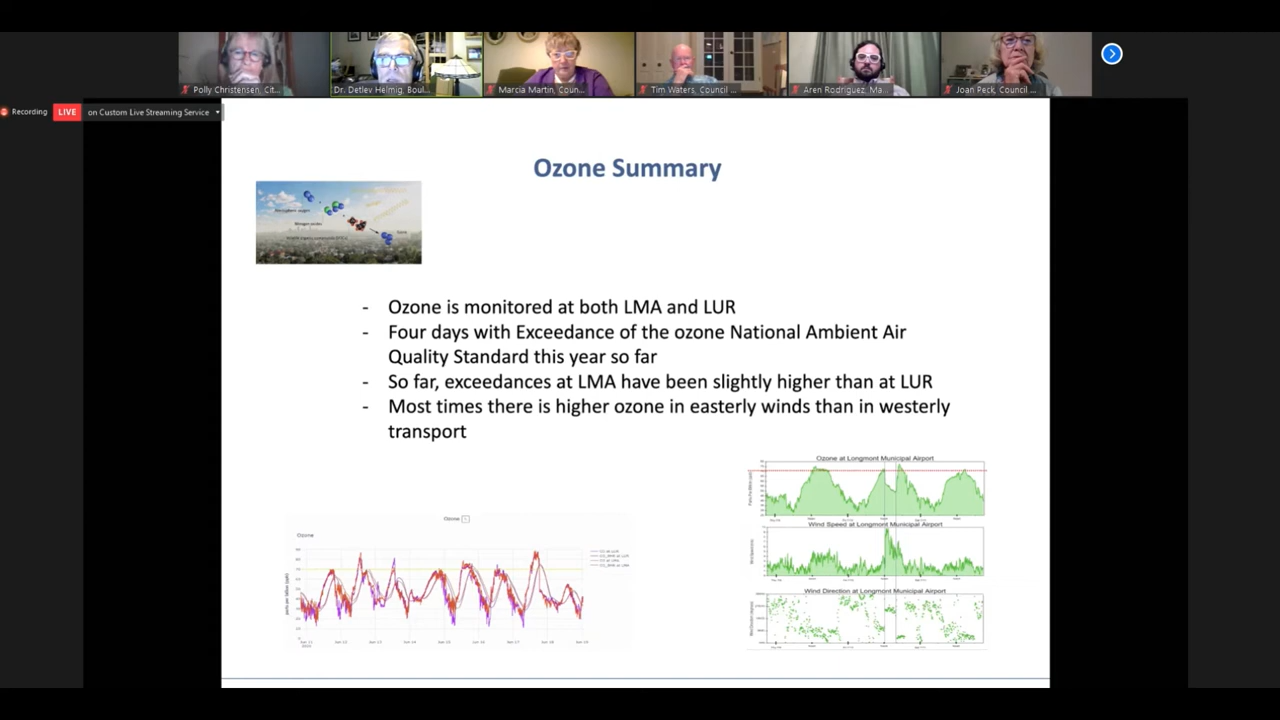 Polly Christensen, Cit...
Dr. Detlev Helmig, Boul...
Marcia Martin, Coun...
Tim Waters, Council ...
Aren Rodriguez, Ma...
Joan Peck, Council ...
Recording
LIVE
on Custom Live Streaming Service
Ozone Summary
- Ozone is monitored at both LMA and LUR
- Four days with Exceedance of the ozone National Ambient Air
Quality Standard this year so far
- So far, exceedances at LMA have been slightly higher than at LUR
- Most times there is higher ozone in easterly winds than in westerly
transport
Ozone at Longmont Municipal Airport
Wind Speed at Longmont Municipal Airport
Wind Direction at Longmont Municipal Airport
Ozone
Ozone